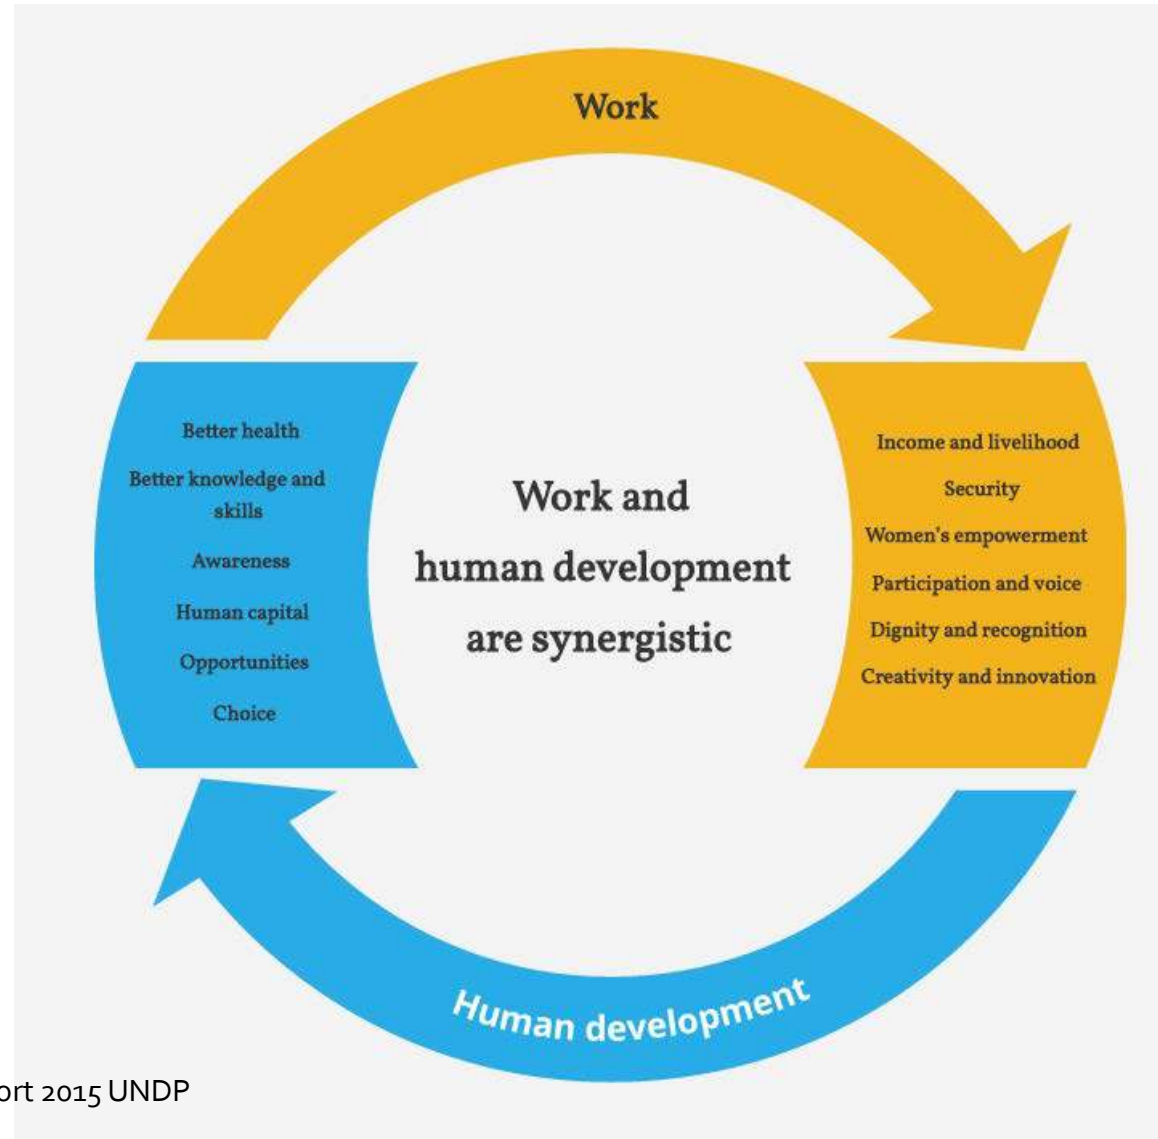 Work
Better health
Better knowledge and
skills
Awareness
Human capital
Opportunities
Choice
Work and
human development
are synergistic
Income and livelihood
Security
Women's empowerment
Participation and voice
Dignity and recognition
Creativity and innovation
Human development
ort 2015 UNDP